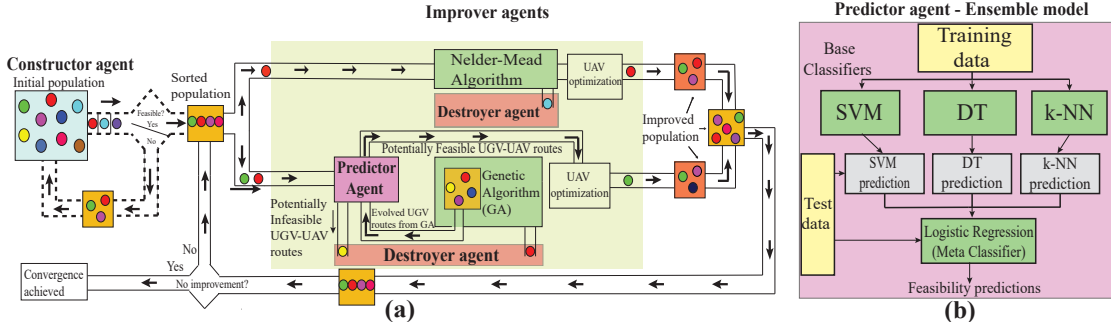 Improver agents
Constructor agent
Initial population
Sorted
population
Feasible?
Yes
No
Nelder-Mead
Algorithm
UAV
optimization
Destroyer agent
Improved
population
Potentially Feasible UGV-UAV routes
Predictor
Agent
Genetic
Algorithm
(GA)
UAV
optimization
Potentially
Infeasible
UGV-UAV
routes
Evolved UGV
routes from GA
Destroyer agent
No
Yes
No improvement?
Convergence
achieved
(a)
Predictor agent - Ensemble model
Training
data
Base
Classifiers
SVM
DT
k-NN
SVM
prediction
DT
prediction
k-NN
prediction
Test
data
Logistic Regression
(Meta Classifier)
Feasibility predictions
(b)